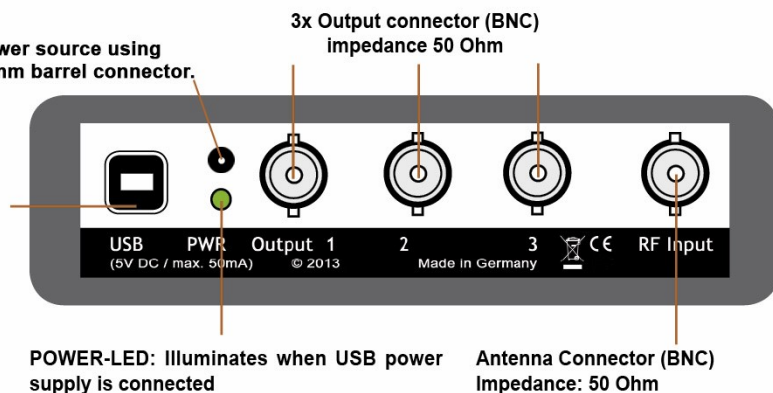 3x Output connector (BNC)
impedance 50 Ohm
wer source using
mm barrel connector.
USB PWR Output 1 2 3 CE RF Input
(5V DC / max. 50mA) © 2013 Made in Germany
POWER-LED: Illuminates when USB power
supply is connected
Antenna Connector (BNC)
Impedance: 50 Ohm